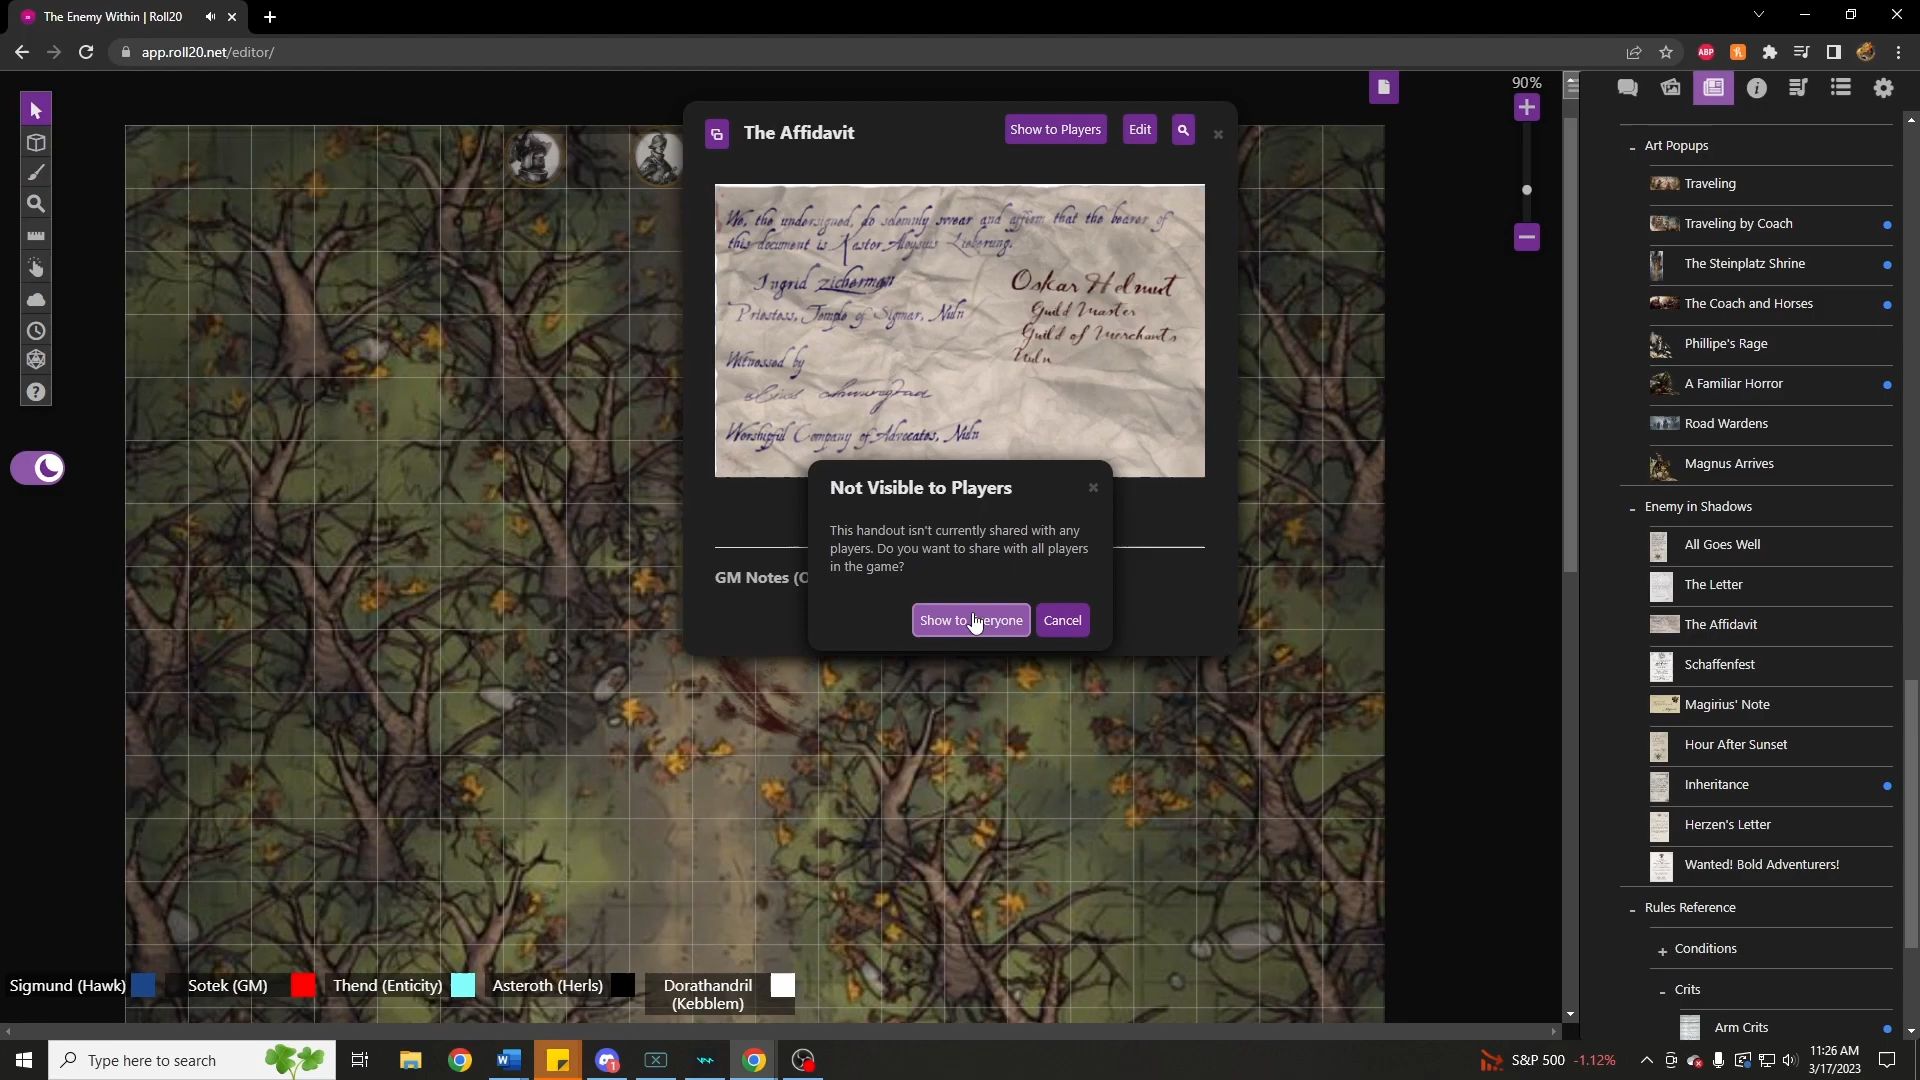 The Enemy Within | Roll20
app.roll20.net/editor/
ABP
90%
The Affidavit
Show to Players
Edit
We, the undersigned, do solemnly swear and affirm that the bearer of
this document is Kastor Aloysius Lieberung.
Ingrid zicherman
Priestess, Temple of Sigmar, Nuln
Oskar Helmut
Guild Master
Guild of Merchants
Nuln
Witnessed by
Worshipful Company of Advocates, Nuln
GM Notes (O
Not Visible to Players
This handout isn't currently shared with any
players. Do you want to share with all players
in the game?
Show to Everyone
Cancel
Art Popups
Traveling
Traveling by Coach
The Steinplatz Shrine
The Coach and Horses
Phillipe's Rage
A Familiar Horror
Road Wardens
Magnus Arrives
Enemy in Shadows
All Goes Well
The Letter
The Affidavit
Schaffenfest
Magirius' Note
Hour After Sunset
Inheritance
Herzen's Letter
Wanted! Bold Adventurers!
Rules Reference
Conditions
Crits
Arm Crits
Sigmund (Hawk)
Sotek (GM)
Thend (Enticity)
Asteroth (Herls)
Dorathandril
(Kebblem)
Type here to search
S&P 500 -1.12%
11:26 AM
3/17/2023